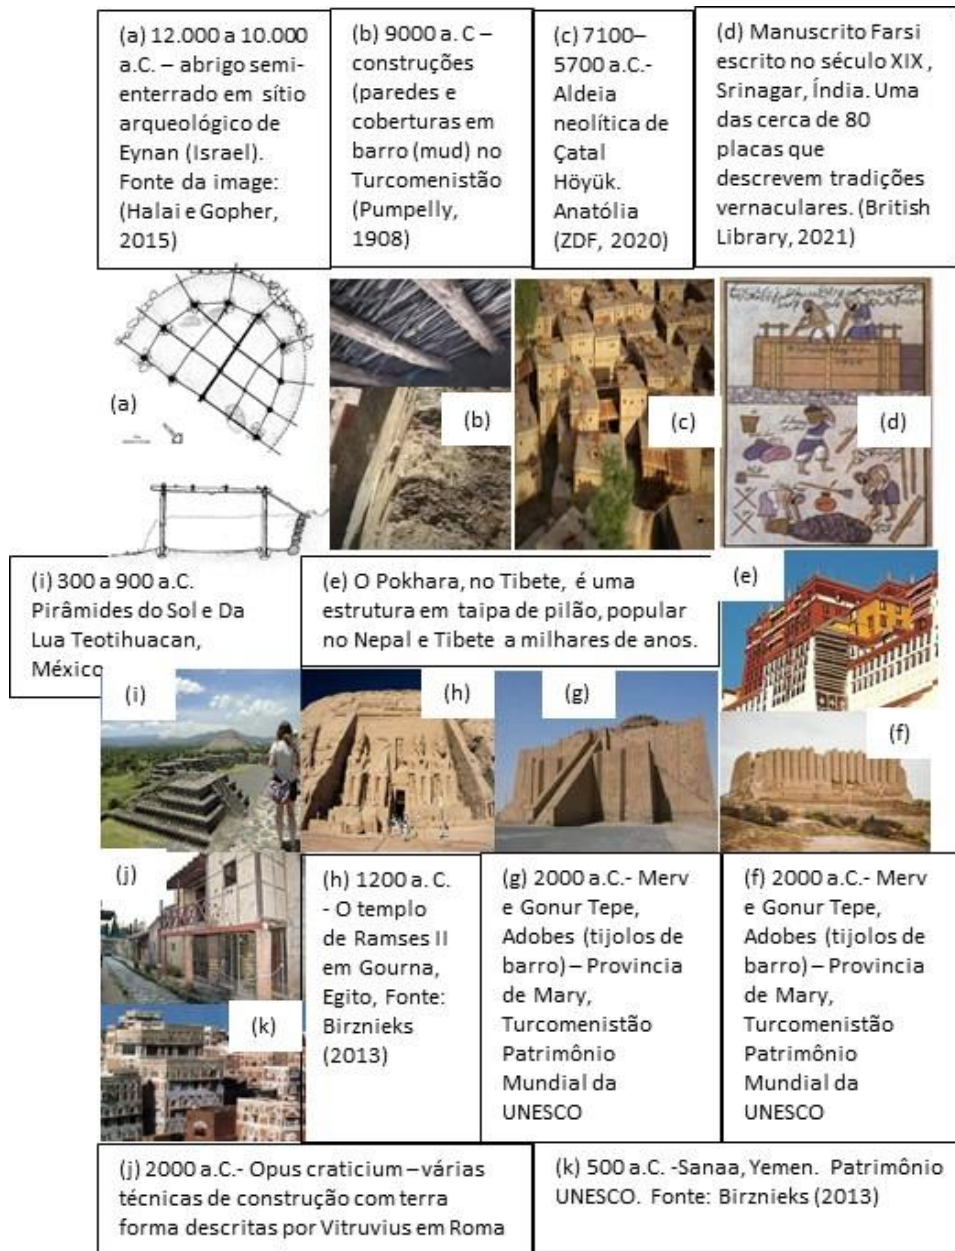 (a) 12.000 a 10.000
a.C. – abrigo semi-
enterrado em sítio
arqueológico de
Eynan (Israel).
Fonte da image:
(Halai e Gopher,
2015)
(b) 9000 a. C –
construções
(paredes e
coberturas em
barro (mud) no
Turcomenistão
(Pumpelly,
1908)
(c) 7100–
5700 a.C.-
Aldeia
neolítica de
Çatal
Höyük.
Anatólia
(ZDF, 2020)
(d) Manuscrito Farsi
escrito no século XIX ,
Srinagar, Índia. Uma
das cerca de 80
placas que
descrevem tradições
vernaculares. (British
Library, 2021)
(a)
(b)
(c)
(d)
(i) 300 a 900 a.C.
Pirâmides do Sol e Da
Lua Teotihuacan,
México
(e) O Pokhara, no Tibete, é uma
estrutura em taipa de pilão, popular
no Nepal e Tibete a milhares de anos.
(e)
(i)
(h)
(g)
(f)
(j)
(k)
(h) 1200 a. C.
- O templo
de Ramses II
em Gourna,
Egito, Fonte:
Birznieks
(2013)
(g) 2000 a.C.- Merv
e Gonur Tepe,
Adobes (tijolos de
barro) – Provincia
de Mary,
Turcomenistão
Patrimônio
Mundial da
UNESCO
(f) 2000 a.C.- Merv
e Gonur Tepe,
Adobes (tijolos de
barro) – Provincia
de Mary,
Turcomenistão
Patrimônio
Mundial da
UNESCO
(j) 2000 a.C.- Opus craticium – várias
técnicas de construção com terra
forma descritas por Vitruvius em Roma
(k) 500 a.C. -Sanaa, Yemen. Patrimônio
UNESCO. Fonte: Birznieks (2013)